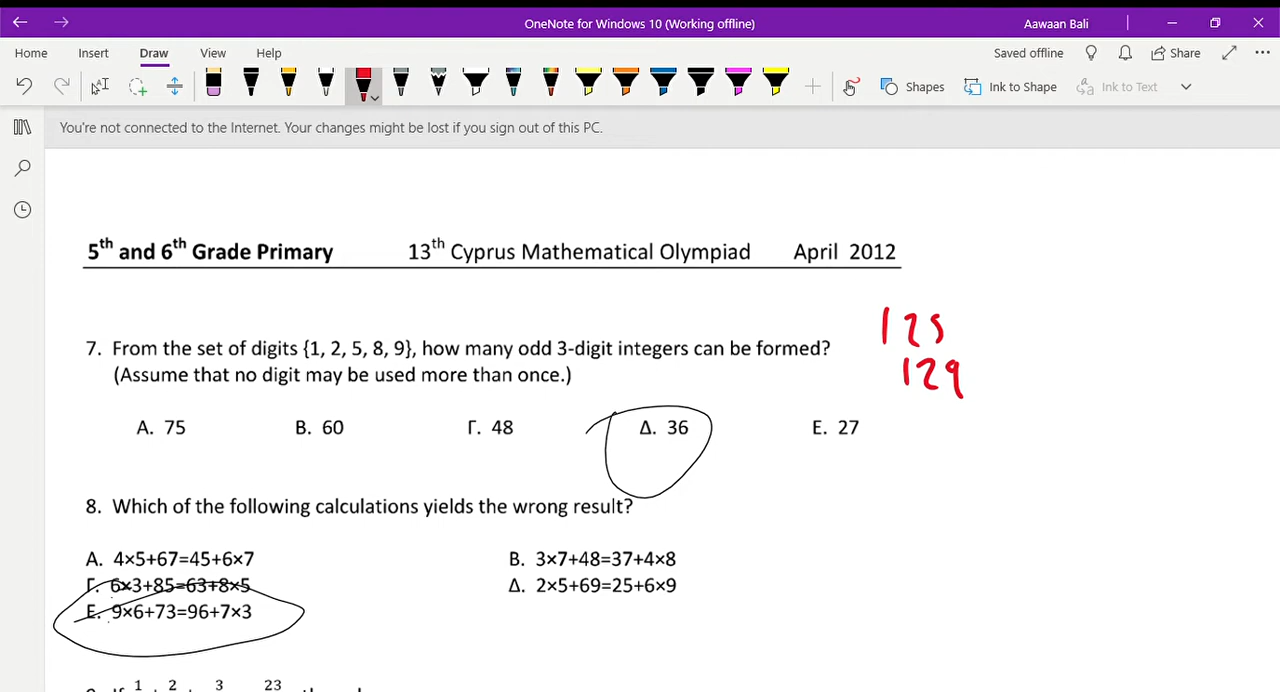 OneNote for Windows 10 (Working offline)
Aawaan Bali
Home Insert Draw View Help
Saved offline
Share
Shapes
Ink to Shape
Ink to Text
You're not connected to the Internet. Your changes might be lost if you sign out of this PC.
5th and 6th Grade Primary 13th Cyprus Mathematical Olympiad April 2012
125
129
7. From the set of digits {1, 2, 5, 8, 9}, how many odd 3-digit integers can be formed?
(Assume that no digit may be used more than once.)
A. 75 B. 60 Γ. 48 Δ. 36 E. 27
8. Which of the following calculations yields the wrong result?
A. 4×5+67=45+6×7 B. 3×7+48=37+4×8
Γ. 6×3+85=63+8×5 Δ. 2×5+69=25+6×9
E. 9×6+73=96+7×3